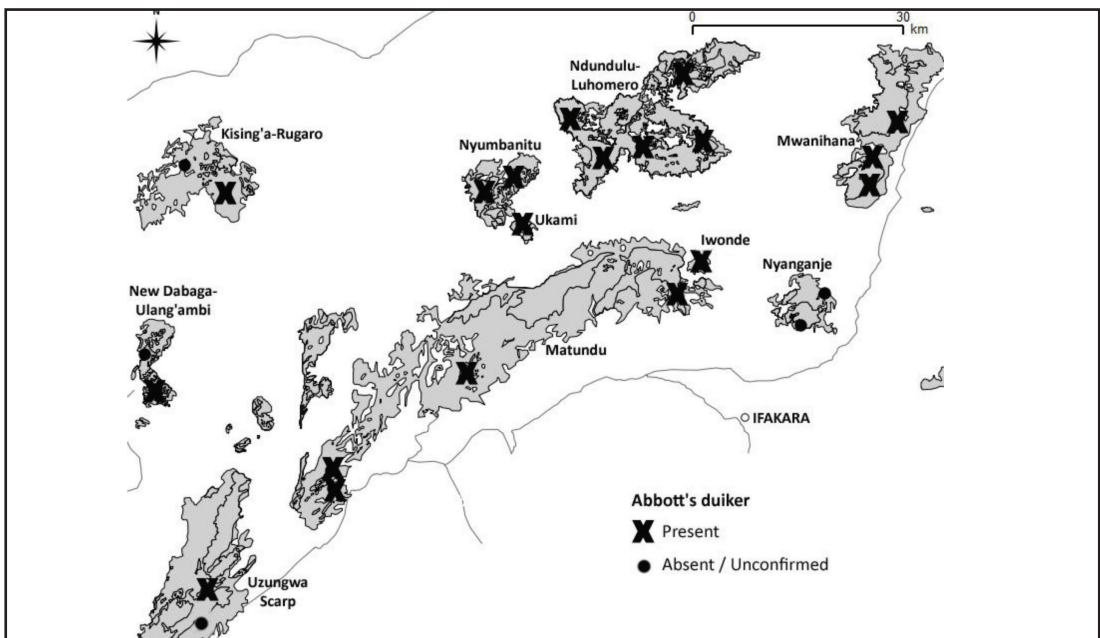 N
0 30
km
Ndundulu-
Luhomero
Kising'a-Rugaro
Mwanihana
Nyumbanitu
Ukami
Iwonde
Nyanganje
New Dabaga-
Ulang'ambi
Matundu
IFAKARA
Abbott's duiker
Present
Absent / Unconfirmed
Uzungwa
Scarp